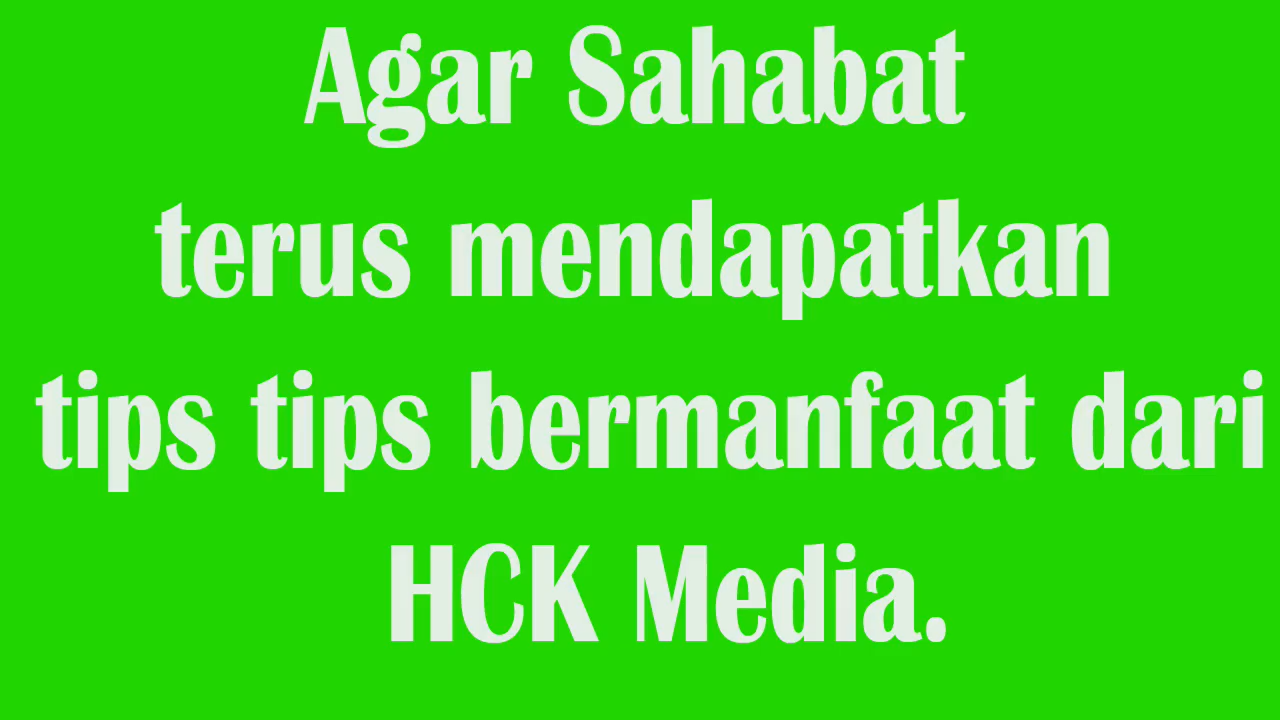 Agar Sahabat
terus mendapatkan
tips tips bermanfaat dari
HCK Media.